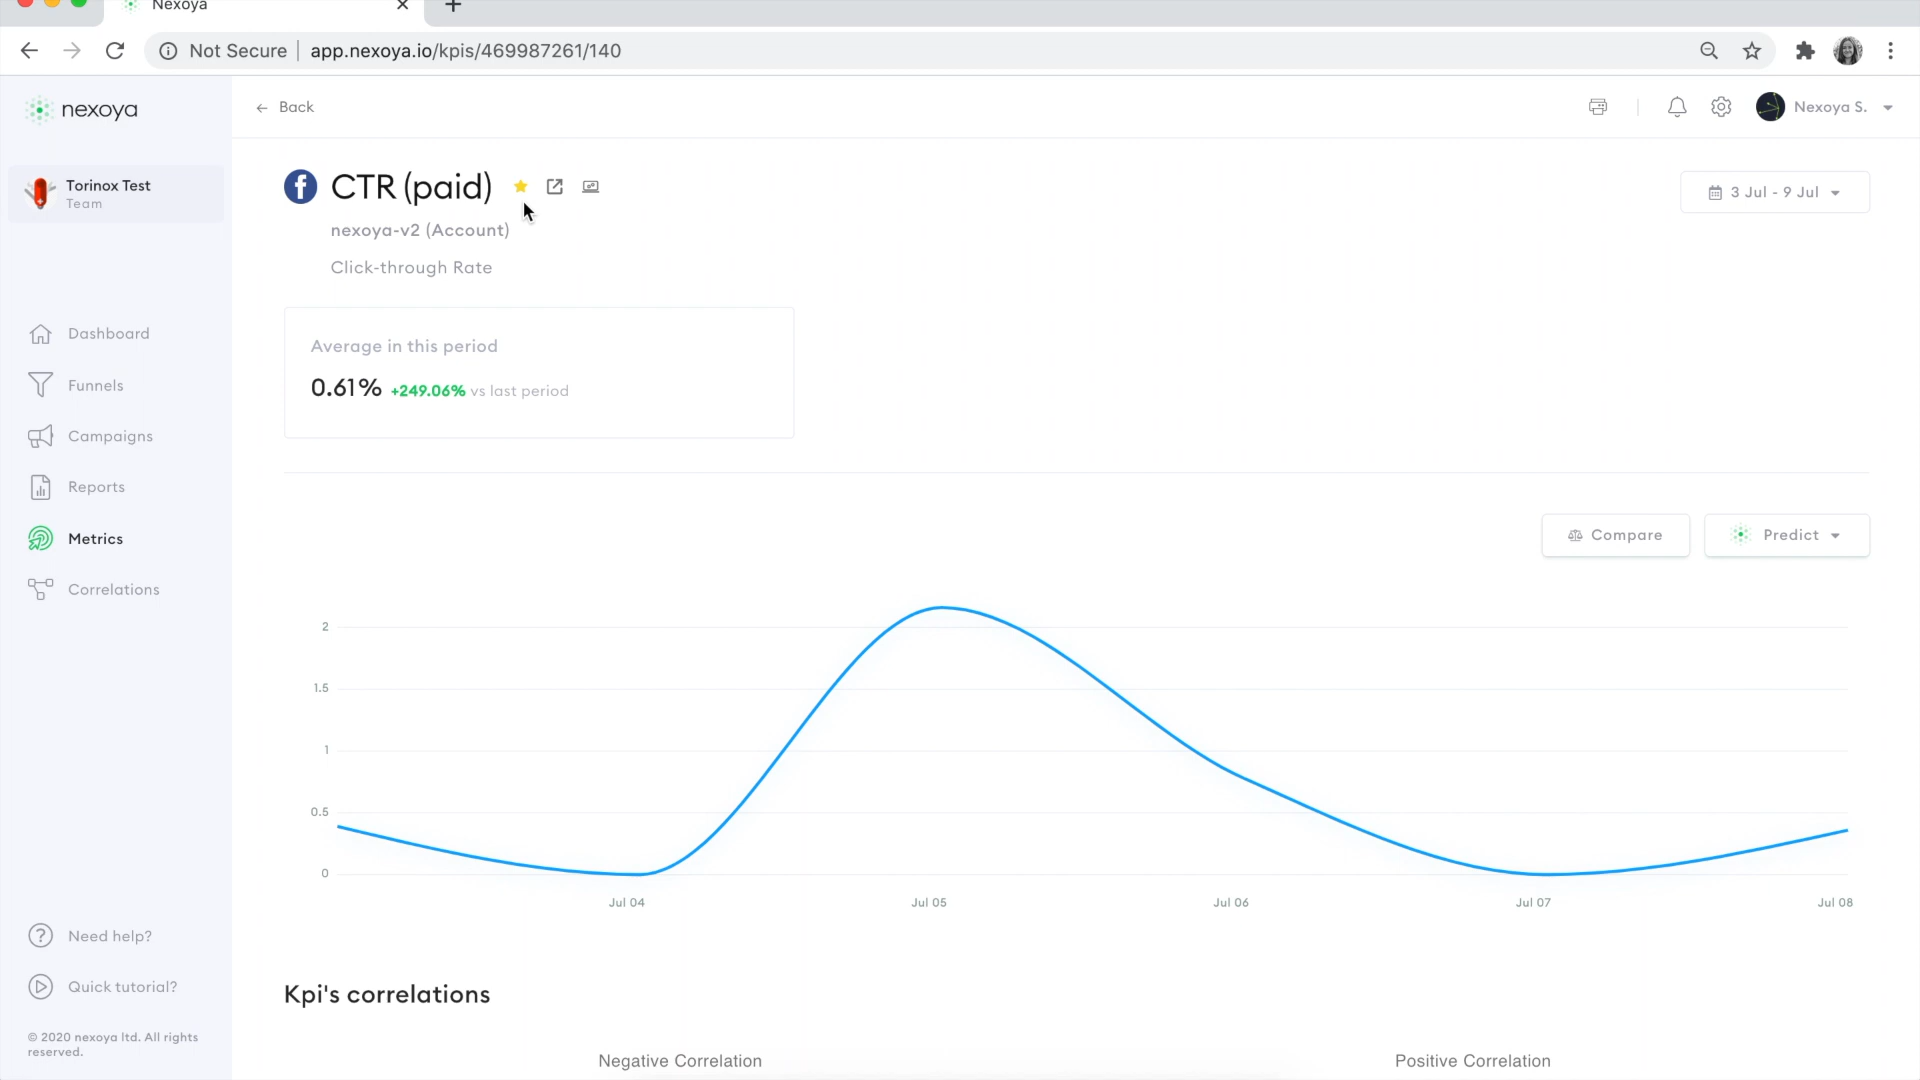 Nexoya
Not Secure
app.nexoya.io/kpis/469987261/140
nexoya
Back
Nexoya S.
Torinox Test
Team
CTR (paid)
3 Jul - 9 Jul
nexoya-v2 (Account)
Click-through Rate
Dashboard
Funnels
Campaigns
Reports
Metrics
Correlations
Average in this period
0.61% +249.06% vs last period
Compare
Predict
2
1.5
1
0.5
0
Jul 04
Jul 05
Jul 06
Jul 07
Jul 08
Need help?
Quick tutorial?
© 2020 nexoya ltd. All rights
reserved.
Kpi's correlations
Negative Correlation
Positive Correlation